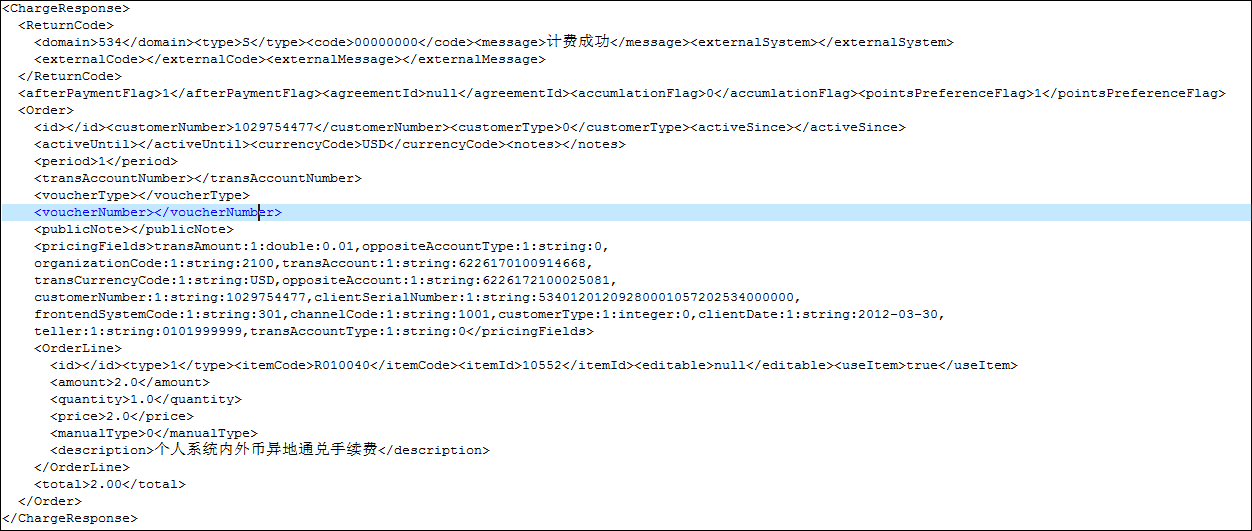 <ChargeResponse>
<ReturnCode>
<domain>534</domain><type>S</type><code>00000000</code><message>计费成功</message><externalSystem></externalSystem>
<externalCode></externalCode><externalMessage></externalMessage>
</ReturnCode>
<afterPaymentFlag>1</afterPaymentFlag><agreementId>null</agreementId><accumlationFlag>0</accumlationFlag><pointsPreferenceFlag>1</pointsPreferenceFlag>
<Order>
<id></id><customerNumber>1029754477</customerNumber><customerType>0</customerType><activeSince></activeSince>
<activeUntil></activeUntil><currencyCode>USD</currencyCode><notes></notes>
<period>1</period>
<transAccountNumber></transAccountNumber>
<voucherType></voucherType>
<voucherNumber></voucherNumber>
<publicNote></publicNote>
<pricingFields>transAmount:1:double:0.01,oppositeAccountType:1:string:0,
organizationCode:1:string:2100,transAccount:1:string:6226170100914668,
transCurrencyCode:1:string:USD,oppositeAccount:1:string:6226172100025081,
customerNumber:1:string:1029754477,clientSerialNumber:1:string:53401201209280001057202534000000,
frontendSystemCode:1:string:301,channelCode:1:string:1001,customerType:1:integer:0,clientDate:1:string:2012-03-30,
teller:1:string:0101999999,transAccountType:1:string:0</pricingFields>
<OrderLine>
<id></id><type>1</type><itemCode>R010040</itemCode><itemId>10552</itemId><editable>null</editable><useItem>true</useItem>
<amount>2.0</amount>
<quantity>1.0</quantity>
<price>2.0</price>
<manualType>0</manualType>
<description>个人系统内外币异地通兑手续费</description>
</OrderLine>
<total>2.00</total>
</Order>
</ChargeResponse>